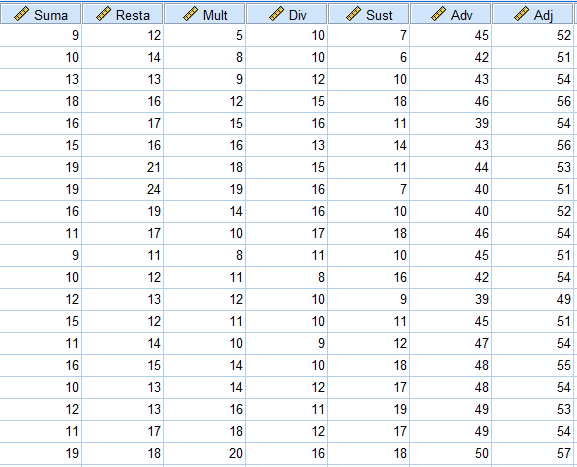 Suma Resta Mult Div Sust Adv Adj
9 12 5 10 7 45 52
10 14 8 10 6 42 51
13 13 9 12 10 43 54
18 16 12 15 18 46 56
16 17 15 16 11 39 54
15 16 16 13 14 43 56
19 21 18 15 11 44 53
19 24 19 16 7 40 51
16 19 14 16 10 40 52
11 17 10 17 18 46 54
9 11 8 11 10 45 51
10 12 11 8 16 42 54
12 13 12 10 9 39 49
15 12 11 10 11 45 51
11 14 10 9 12 47 54
16 15 14 10 18 48 55
10 13 14 12 17 48 54
12 13 16 11 19 49 53
11 17 18 12 17 49 54
19 18 20 16 18 50 57